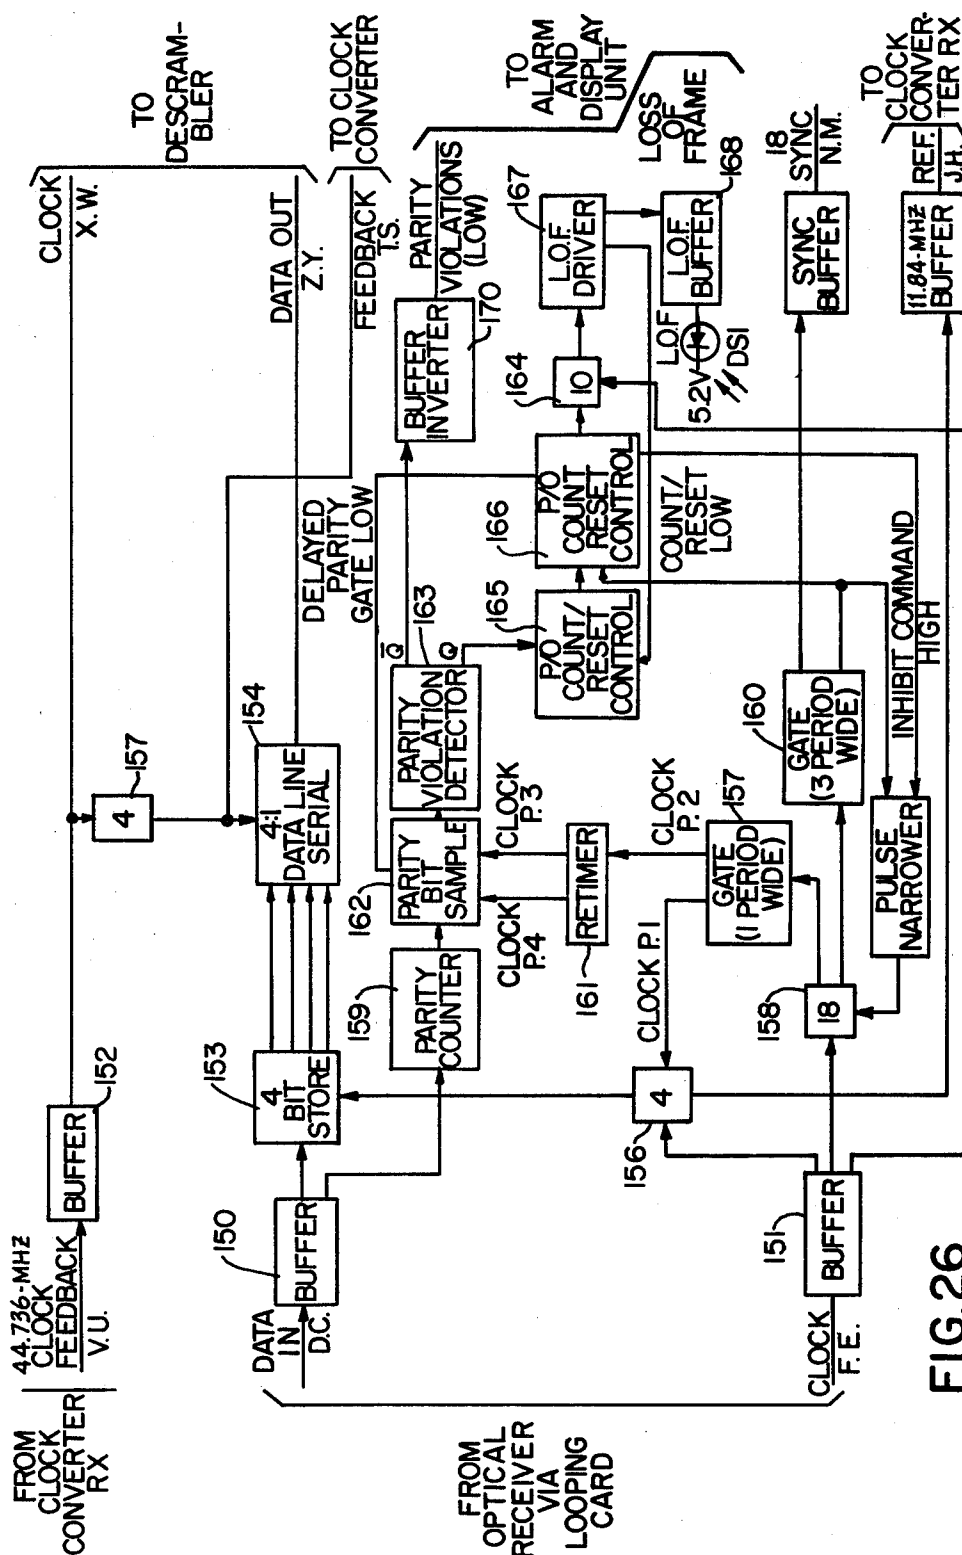 FROM
CLOCK
CONVERTER
RX
44.736-MHZ
CLOCK
FEEDBACK
V.U.
BUFFER
152
CLOCK
X.W.
TO
DESCRAM-
BLER
4
157
DATA OUT
Z.Y.
TO CLOCK
CONVERTER
FEEDBACK
T.S.
FROM
OPTICAL
RECEIVER
VIA
LOOPING
CARD
DATA
IN
D.C.
BUFFER
150
4
BIT
STORE
153
4:1
DATA LINE
SERIAL
154
DELAYED
PARITY
GATE LOW
PARITY
COUNTER
159
PARITY
BIT
SAMPLE
162
PARITY
VIOLATION
DETECTOR
163
Q̅
Q
BUFFER
INVERTER
170
PARITY
VIOLATIONS
(LOW)
TO
ALARM
AND
DISPLAY
UNIT
P/O
COUNT/
RESET
CONTROL
165
P/O
COUNT
RESET
CONTROL
166
10
164
L.O.F.
DRIVER
167
L.O.F.
BUFFER
168
LOSS
OF
FRAME
5.2V
L.O.F
DS1
COUNT/
RESET
LOW
CLOCK
P.4
CLOCK
P.3
RETIMER
161
CLOCK P.1
CLOCK
P.2
GATE
(1 PERIOD
WIDE)
157
4
156
18
158
GATE
(3 PERIOD
WIDE)
160
SYNC
BUFFER
18
SYNC
N.M.
PULSE
NARROWER
INHIBIT COMMAND
HIGH
CLOCK
F.E.
BUFFER
151
11.84-MHZ
BUFFER
REF.
J.H.
TO
CLOCK
CONVER-
TER RX
FIG.26